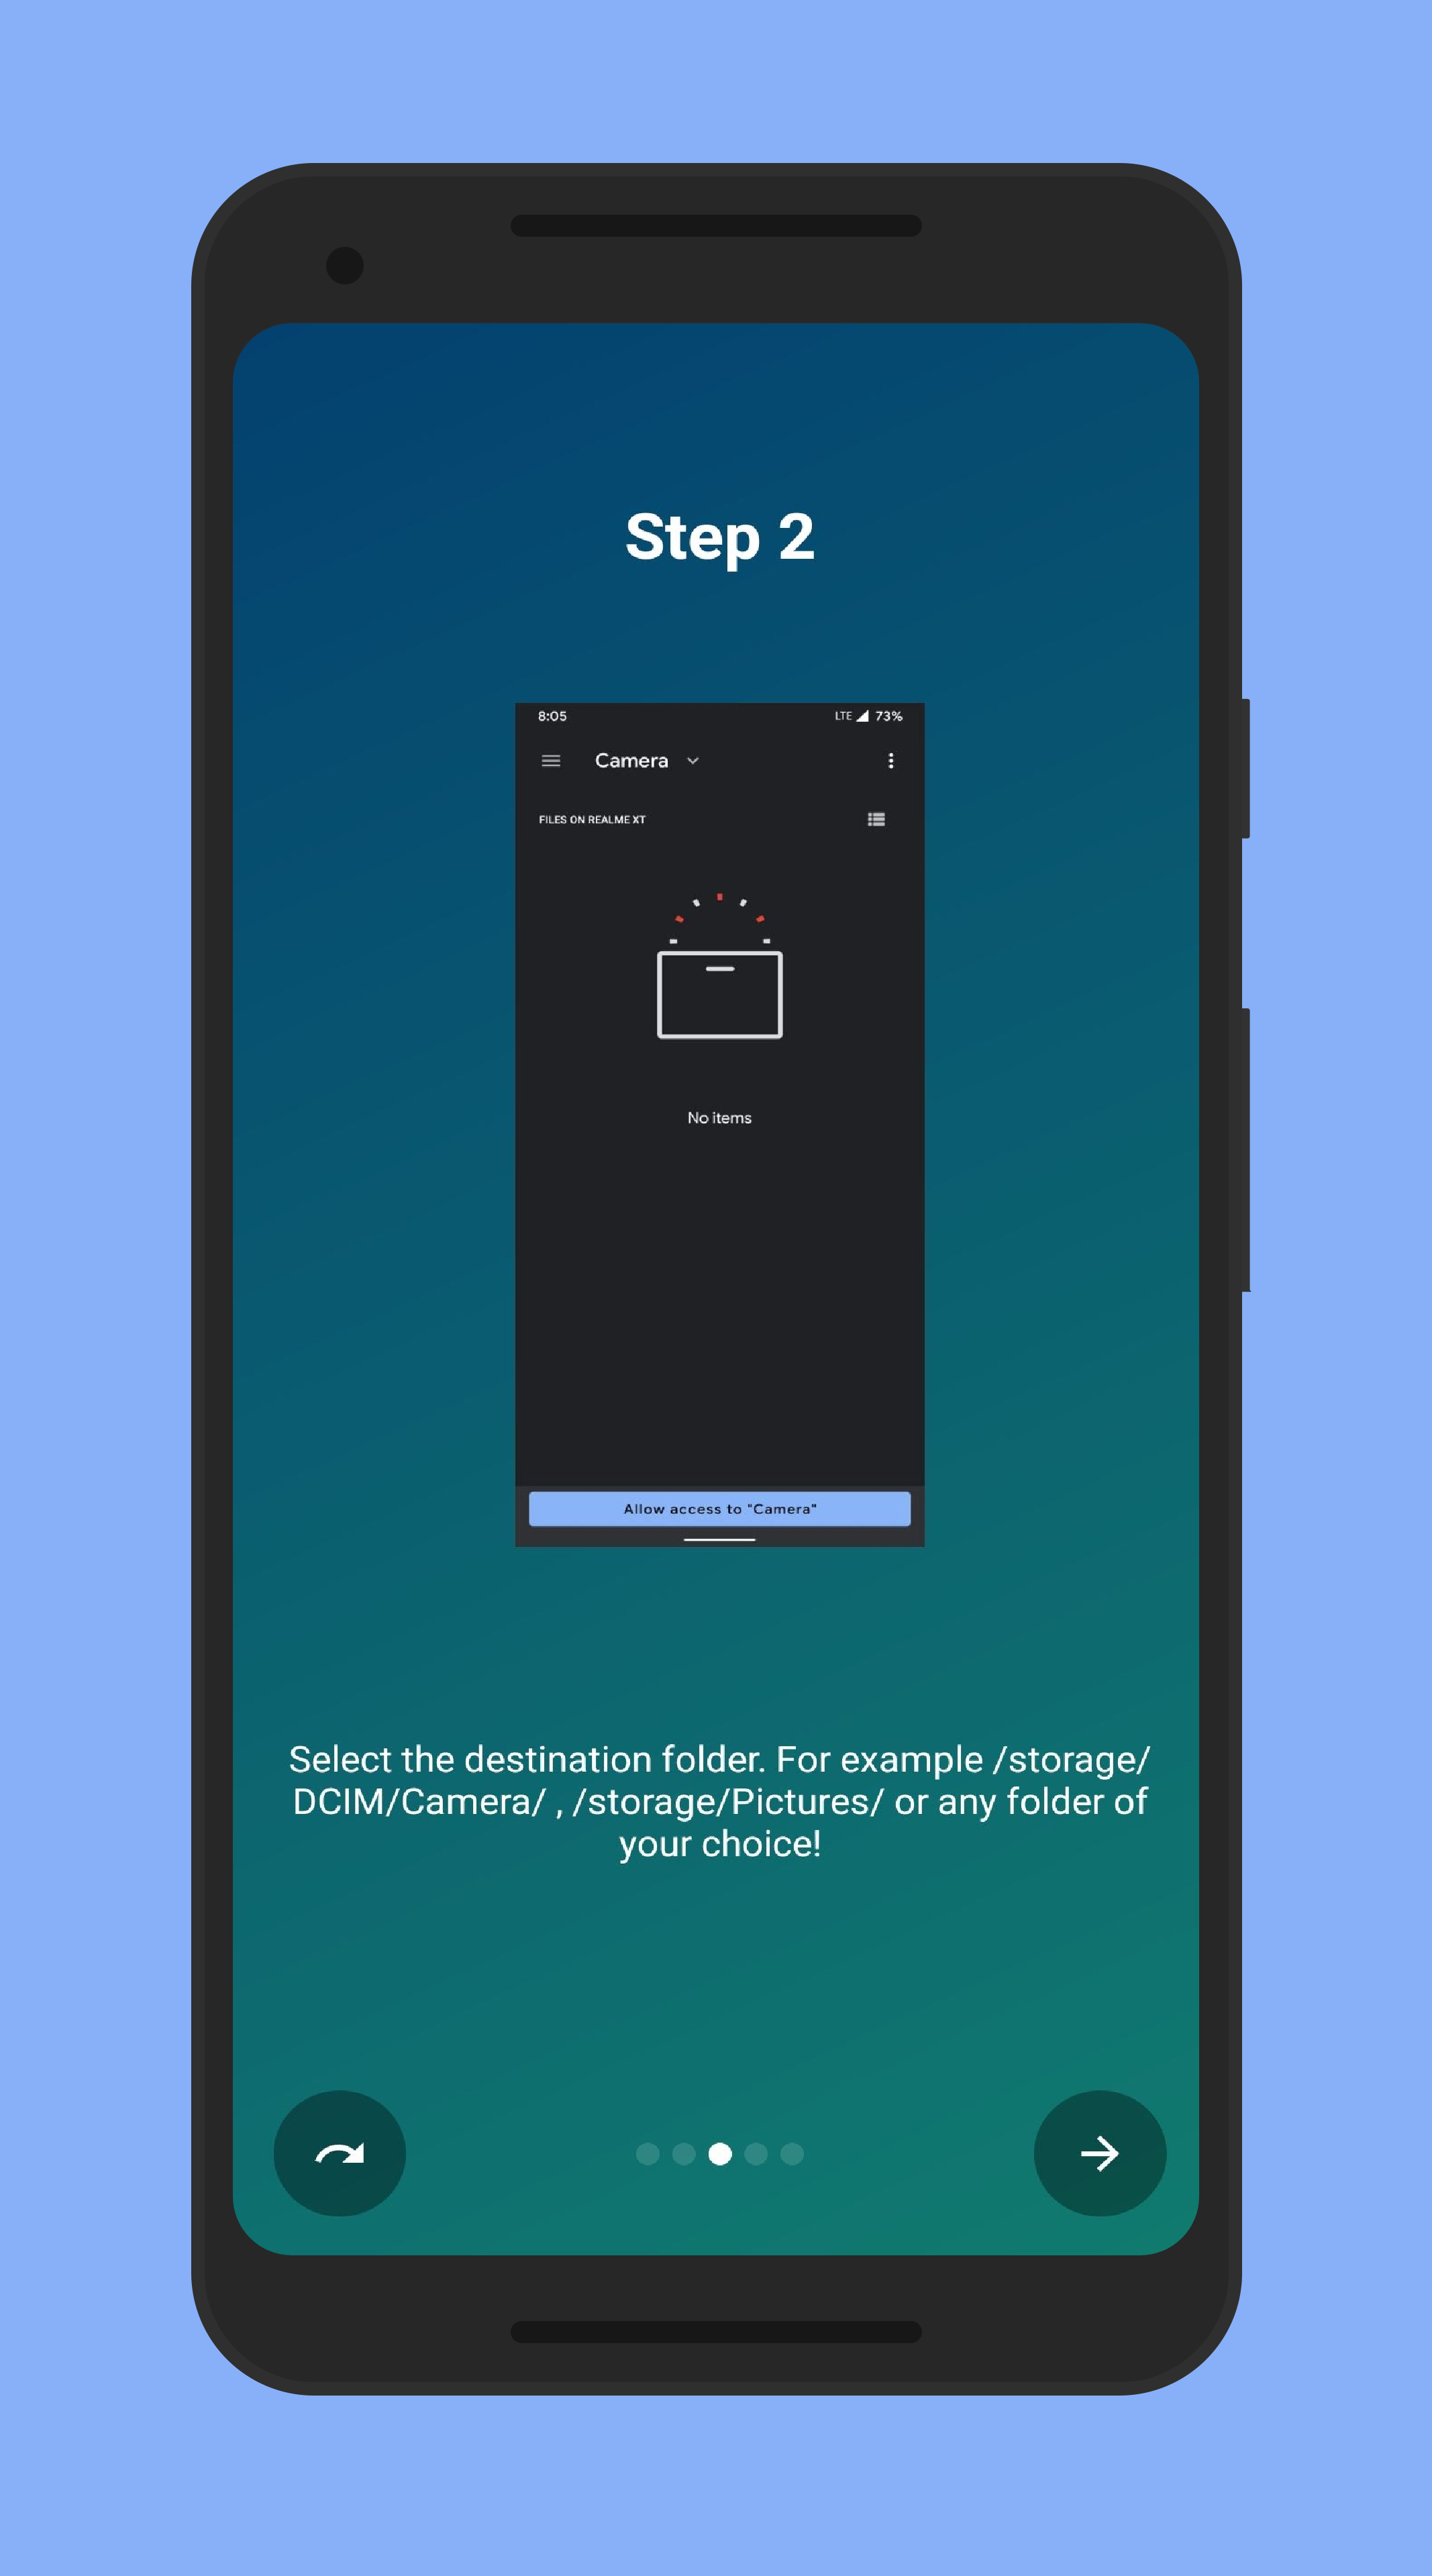 Step 2
8:05 LTE 73%
Camera
FILES ON REALME XT
No items
Allow access to "Camera"
Select the destination folder. For example /storage/
DCIM/Camera/ , /storage/Pictures/ or any folder of
your choice!